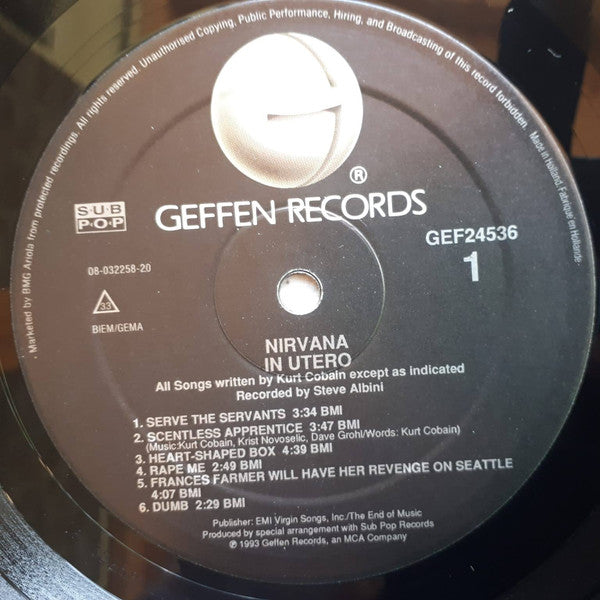 Marketed by BMG Ariola from protected recordings. All rights reserved. Unauthorised Copying, Public Performance, Hiring, and Broadcasting of this record forbidden. Made in Holland, Fabriqué en Hollande.
®
GEFFEN RECORDS
SUB
POP
GEF24536
08-032258-20
1
33
BIEM/GEMA
NIRVANA
IN UTERO
All Songs written by Kurt Cobain except as indicated
Recorded by Steve Albini
1. SERVE THE SERVANTS 3:34 BMI
2. SCENTLESS APPRENTICE 3:47 BMI
(Music:Kurt Cobain, Krist Novoselic, Dave Grohl/Words: Kurt Cobain)
3. HEART-SHAPED BOX 4:39 BMI
4. RAPE ME 2:49 BMI
5. FRANCES FARMER WILL HAVE HER REVENGE ON SEATTLE
4:07 BMI
6. DUMB 2:29 BMI
Publisher: EMI Virgin Songs, Inc./The End of Music
Produced by special arrangement with Sub Pop Records
℗ 1993 Geffen Records, an MCA Company